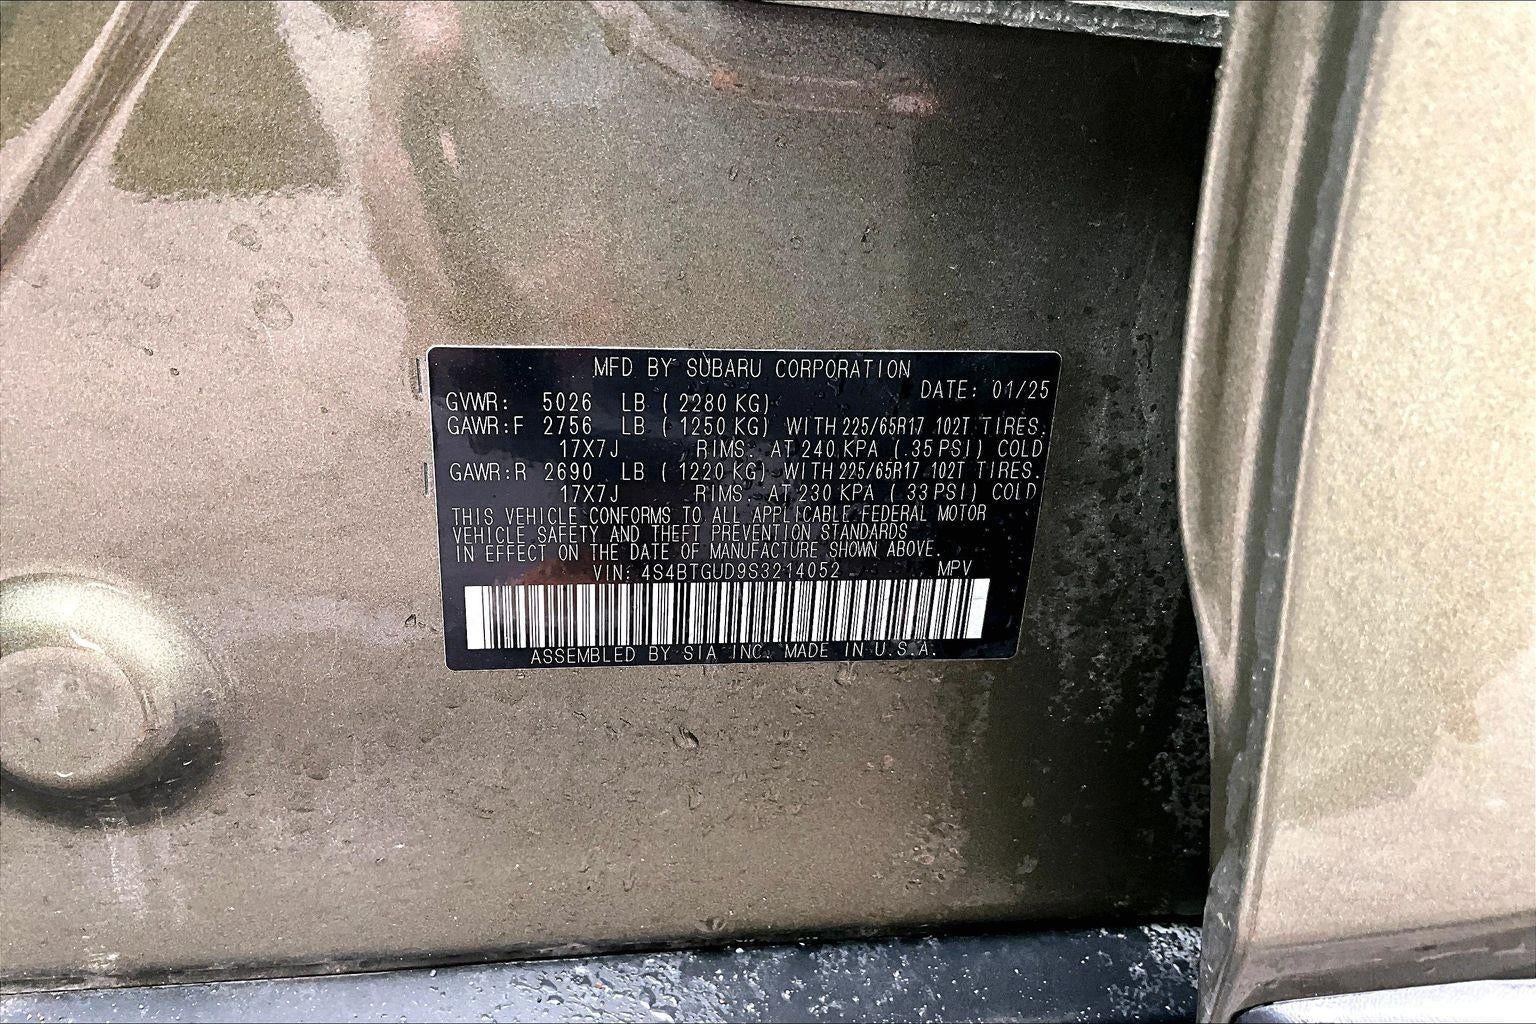 MFD BY SUBARU CORPORATION
DATE: 01/25
GVWR: 5026 LB ( 2280 KG)
GAWR:F 2756 LB ( 1250 KG) WITH 225/65R17 102T TIRES.
17X7J RIMS. AT 240 KPA ( 35 PSI) COLD
GAWR:R 2690 LB ( 1220 KG) WITH 225/65R17 102T TIRES.
17X7J RIMS. AT 230 KPA ( 33 PSI) COLD
THIS VEHICLE CONFORMS TO ALL APPLICABLE FEDERAL MOTOR
VEHICLE SAFETY AND THEFT PREVENTION STANDARDS
IN EFFECT ON THE DATE OF MANUFACTURE SHOWN ABOVE.
VIN: 4S4BTGUD9S3214052 MPV
ASSEMBLED BY SIA INC. MADE IN U.S.A.